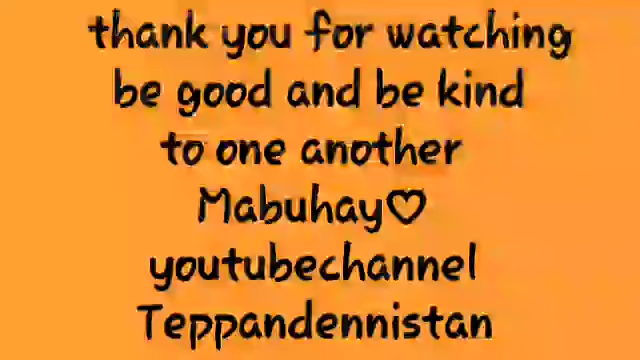 thank you for watching
be good and be kind
to one another
Mabuhay♡
youtubechannel
Teppandennistan